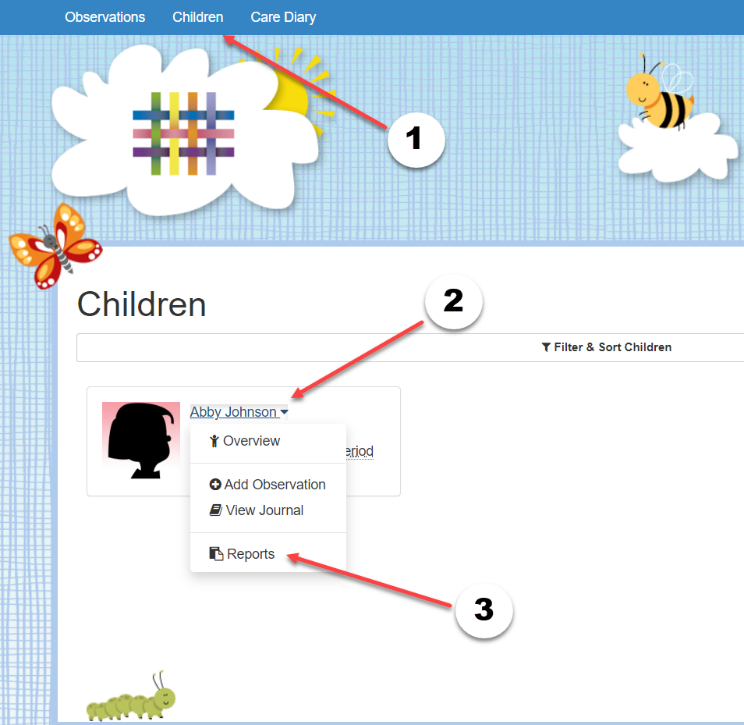 Observations Children Care Diary
1
Children
2
Filter & Sort Children
Abby Johnson
Overview
eriod
Add Observation
View Journal
Reports
3